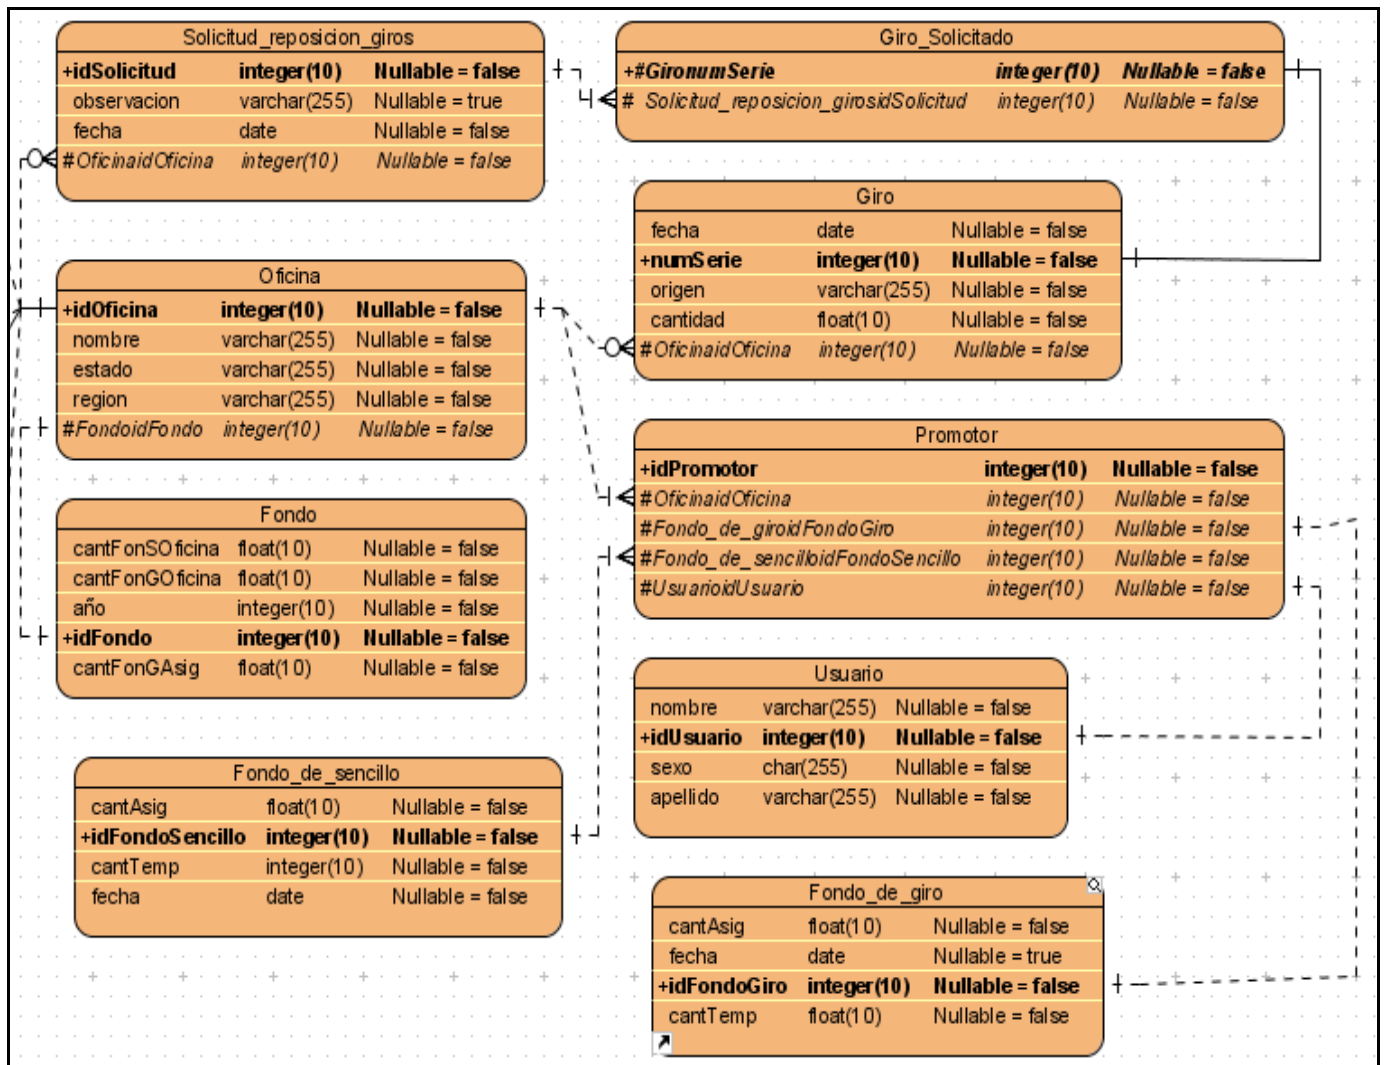 Solicitud_reposicion_giros
+idSolicitud integer(10) Nullable = false
observacion varchar(255) Nullable = true
fecha date Nullable = false
#OficinaidOficina integer(10) Nullable = false
Giro_Solicitado
+#GironumSerie integer(10) Nullable = false
# Solicitud_reposicion_girosidSolicitud integer(10) Nullable = false
Giro
fecha date Nullable = false
+numSerie integer(10) Nullable = false
origen varchar(255) Nullable = false
cantidad float(10) Nullable = false
#OficinaidOficina integer(10) Nullable = false
Oficina
+idOficina integer(10) Nullable = false
nombre varchar(255) Nullable = false
estado varchar(255) Nullable = false
region varchar(255) Nullable = false
#FondoidFondo integer(10) Nullable = false
Promotor
+idPromotor integer(10) Nullable = false
#OficinaidOficina integer(10) Nullable = false
#Fondo_de_giroidFondoGiro integer(10) Nullable = false
#Fondo_de_sencilloidFondoSencillo integer(10) Nullable = false
#UsuarioidUsuario integer(10) Nullable = false
Fondo
cantFonSOficina float(10) Nullable = false
cantFonGOficina float(10) Nullable = false
año integer(10) Nullable = false
+idFondo integer(10) Nullable = false
cantFonGAsig float(10) Nullable = false
Usuario
nombre varchar(255) Nullable = false
+idUsuario integer(10) Nullable = false
sexo char(255) Nullable = false
apellido varchar(255) Nullable = false
Fondo_de_sencillo
cantAsig float(10) Nullable = false
+idFondoSencillo integer(10) Nullable = false
cantTemp integer(10) Nullable = false
fecha date Nullable = false
Fondo_de_giro
cantAsig float(10) Nullable = false
fecha date Nullable = true
+idFondoGiro integer(10) Nullable = false
cantTemp float(10) Nullable = false